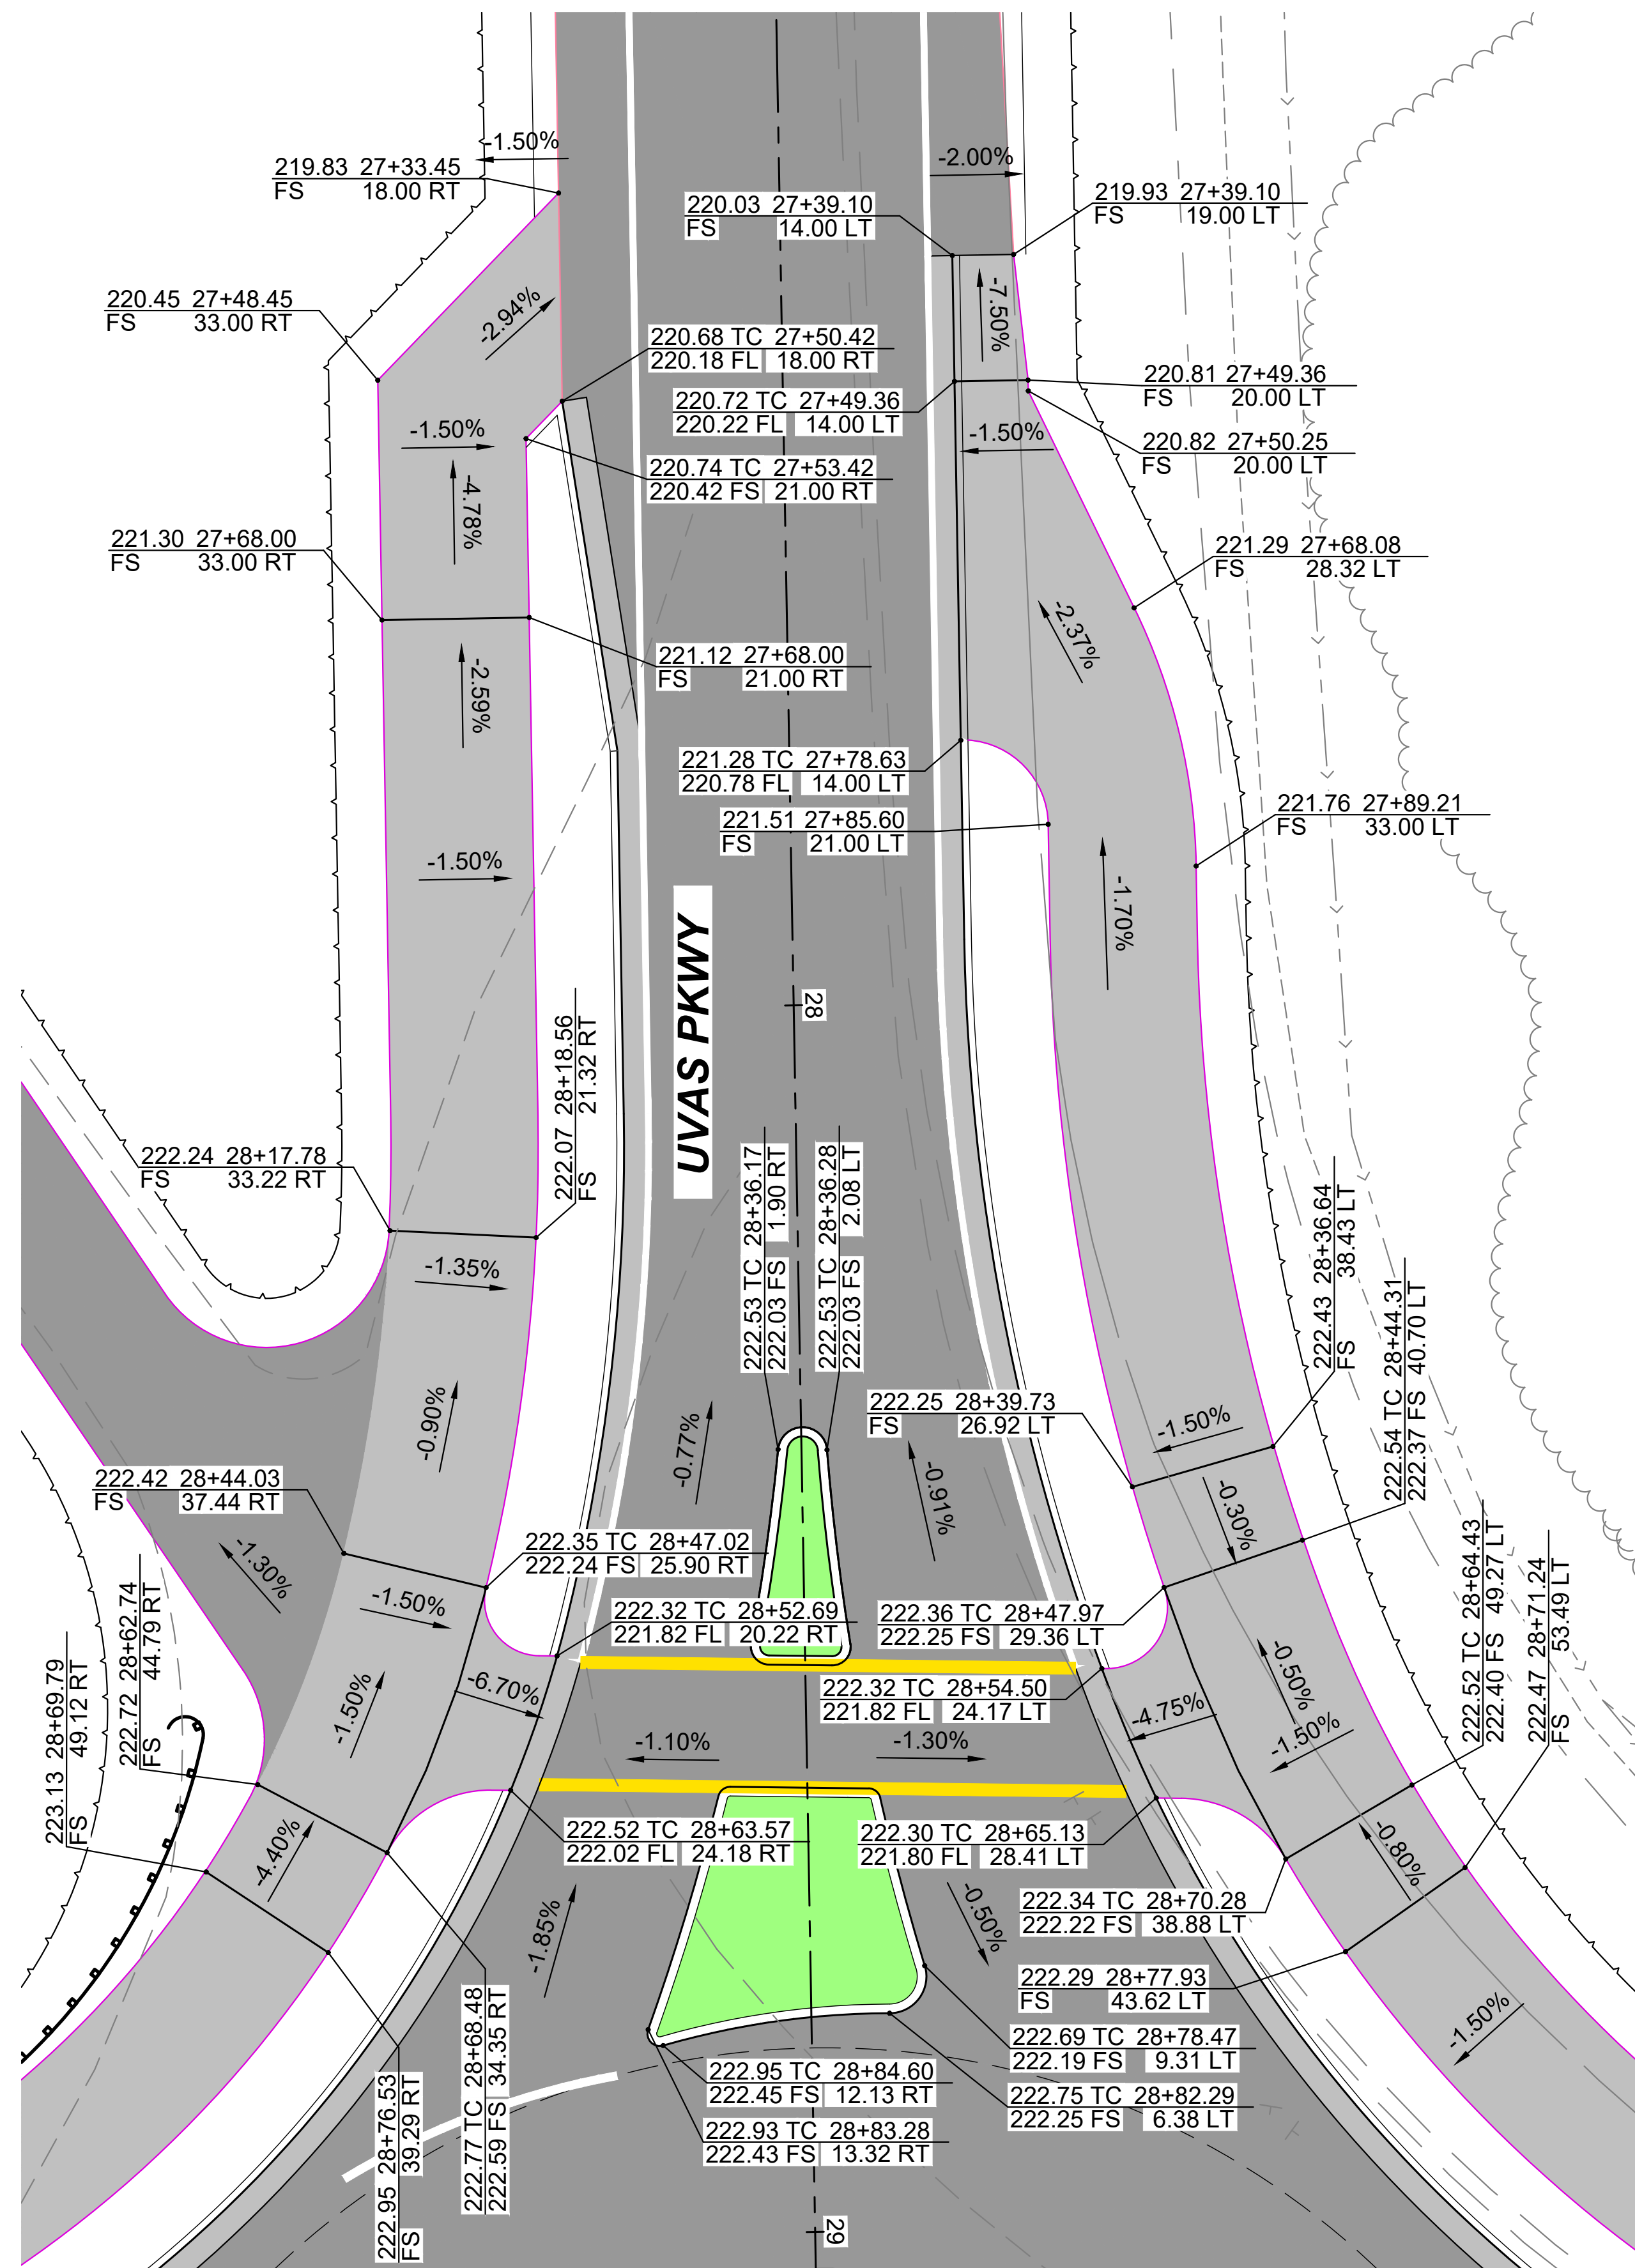 -1.50%
219.83 27+33.45
FS 18.00 RT
-2.00%
220.03 27+39.10
FS 14.00 LT
219.93 27+39.10
FS 19.00 LT
220.45 27+48.45
FS 33.00 RT
-2.94%
-7.50%
220.68 TC 27+50.42
220.18 FL 18.00 RT
220.72 TC 27+49.36
220.22 FL 14.00 LT
220.81 27+49.36
FS 20.00 LT
-1.50%
-1.50%
220.82 27+50.25
FS 20.00 LT
220.74 TC 27+53.42
220.42 FS 21.00 RT
-4.78%
221.30 27+68.00
FS 33.00 RT
221.29 27+68.08
FS 28.32 LT
-2.37%
221.12 27+68.00
FS 21.00 RT
-2.59%
221.28 TC 27+78.63
220.78 FL 14.00 LT
221.51 27+85.60
FS 21.00 LT
221.76 27+89.21
FS 33.00 LT
-1.50%
-1.70%
UVAS PKWY
28
222.07 28+18.56
FS 21.32 RT
222.24 28+17.78
FS 33.22 RT
222.53 TC 28+36.17
222.03 FS 1.90 RT
222.53 TC 28+36.28
222.03 FS 2.08 LT
222.43 28+36.64
FS 38.43 LT
-1.35%
222.54 TC 28+44.31
222.37 FS 40.70 LT
-0.90%
-0.77%
222.25 28+39.73
FS 26.92 LT
-1.50%
222.42 28+44.03
FS 37.44 RT
-0.91%
-0.30%
-1.30%
222.35 TC 28+47.02
222.24 FS 25.90 RT
222.52 TC 28+64.43
222.40 FS 49.27 LT
222.47 28+71.24
FS 53.49 LT
222.72 28+62.74
FS 44.79 RT
-1.50%
222.32 TC 28+52.69
221.82 FL 20.22 RT
222.36 TC 28+47.97
222.25 FS 29.36 LT
223.13 28+69.79
FS 49.12 RT
-1.50%
-6.70%
222.32 TC 28+54.50
221.82 FL 24.17 LT
-0.50%
-4.75%
-1.50%
-1.10%
-1.30%
222.52 TC 28+63.57
222.02 FL 24.18 RT
222.30 TC 28+65.13
221.80 FL 28.41 LT
-4.40%
-0.80%
-1.85%
-0.50%
222.34 TC 28+70.28
222.22 FS 38.88 LT
222.29 28+77.93
FS 43.62 LT
-1.50%
222.95 28+76.53
FS 39.29 RT
222.77 TC 28+68.48
222.59 FS 34.35 RT
222.69 TC 28+78.47
222.19 FS 9.31 LT
222.95 TC 28+84.60
222.45 FS 12.13 RT
222.75 TC 28+82.29
222.25 FS 6.38 LT
222.93 TC 28+83.28
222.43 FS 13.32 RT
29